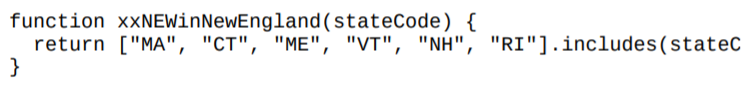 function xxNEWinNewEngland(stateCode) {
  return ["MA", "CT", "ME", "VT", "NH", "RI"].includes(stateC
}